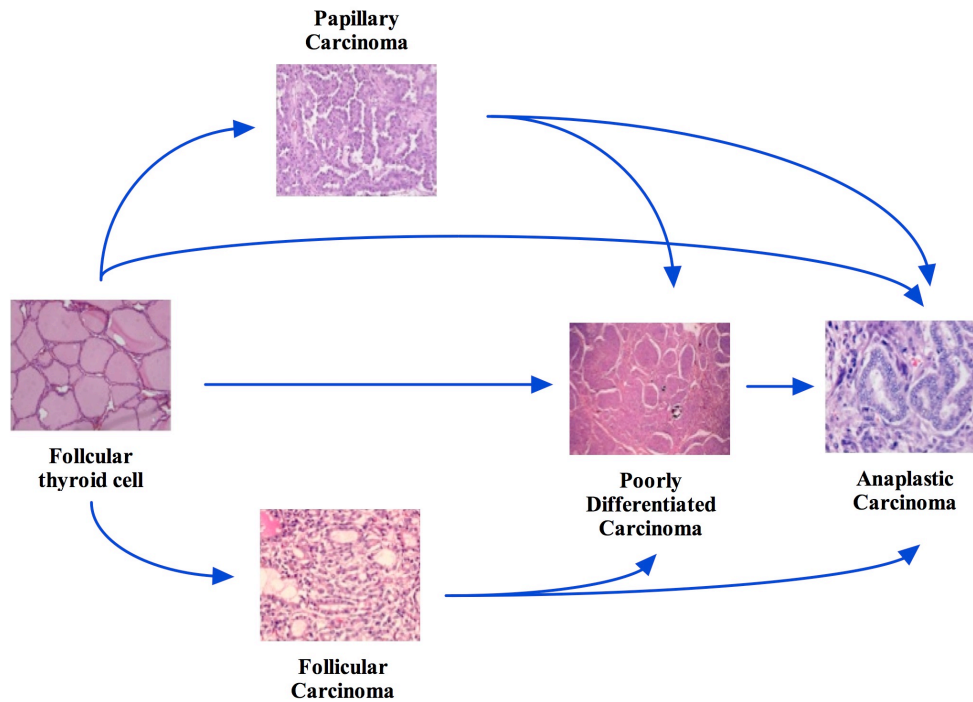 Papillary
Carcinoma
Follcular
thyroid cell
Poorly
Differentiated
Carcinoma
Anaplastic
Carcinoma
Follicular
Carcinoma